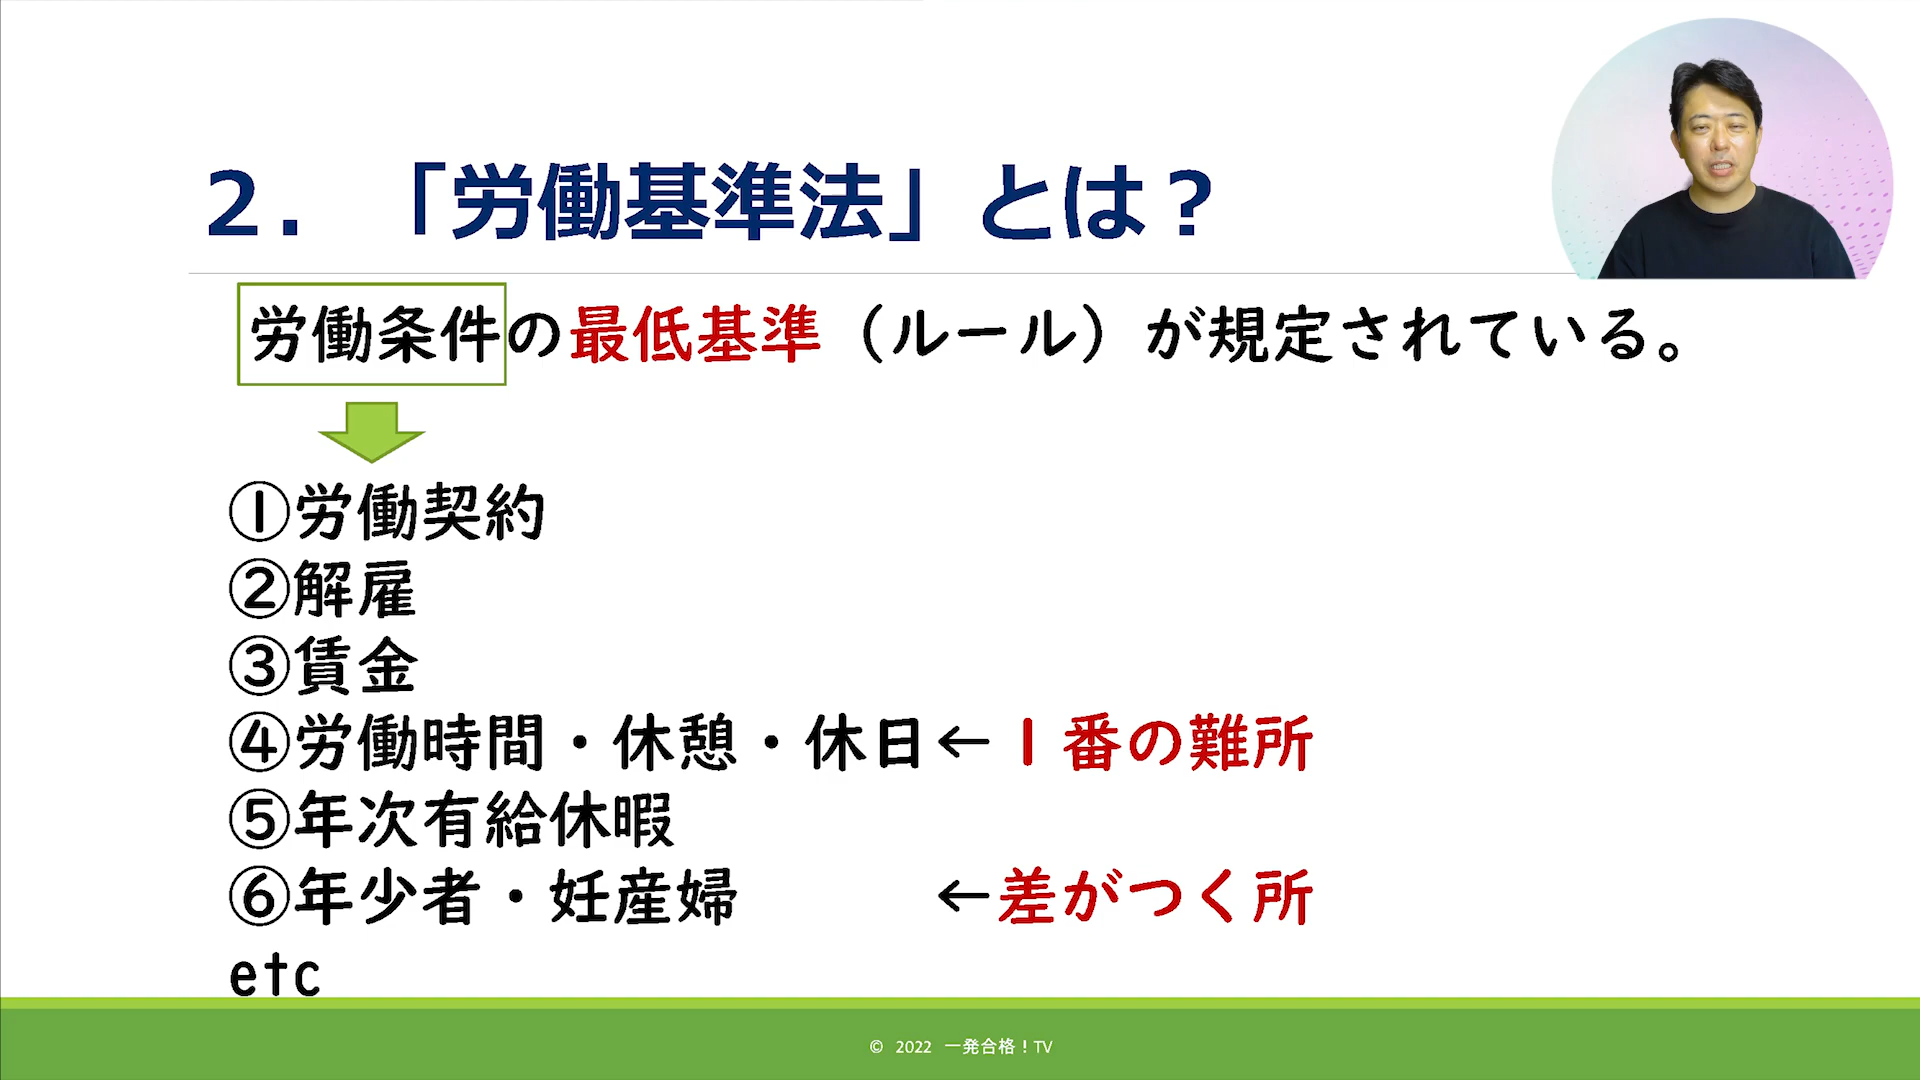 2．「労働基準法」とは？
労働条件の最低基準（ルール）が規定されている。
①労働契約
②解雇
③賃金
④労働時間・休憩・休日←１番の難所
⑤年次有給休暇
⑥年少者・妊産婦 ←差がつく所
etc
© 2022 一発合格！TV